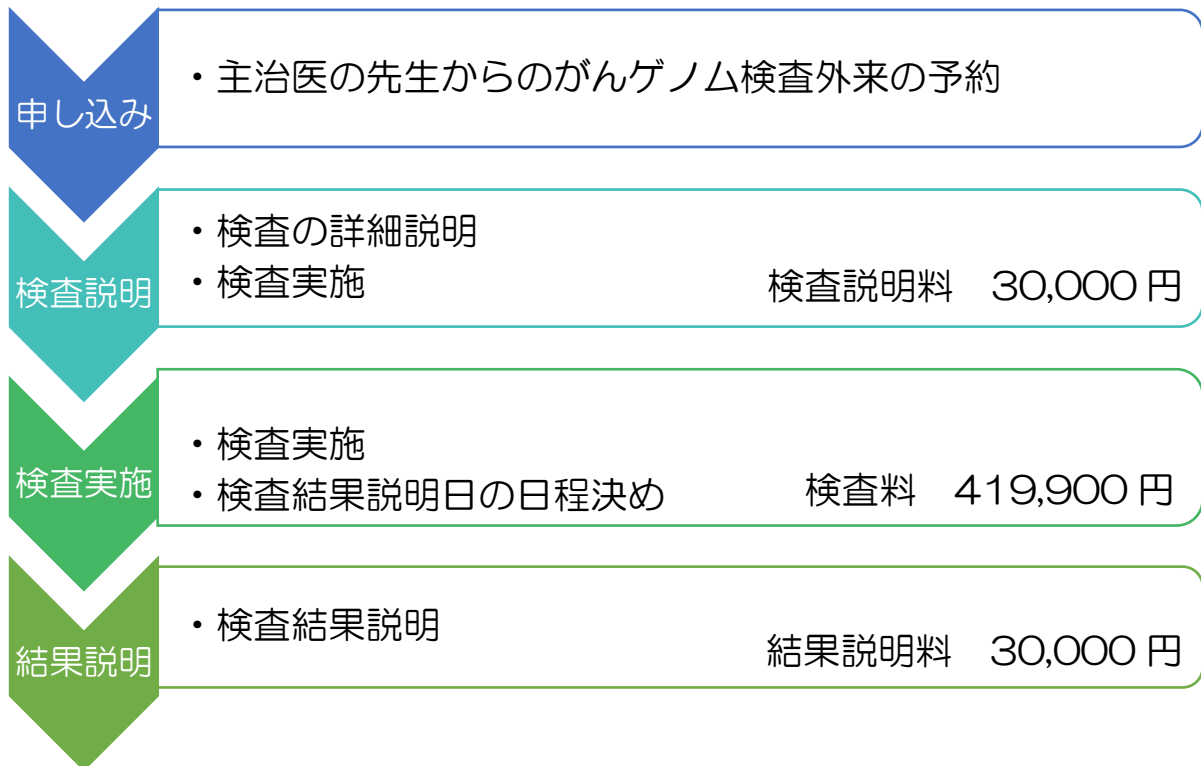 申し込み
・主治医の先生からのがんゲノム検査外来の予約
検査説明
・検査の詳細説明
・検査実施
検査説明料 30,000 円
検査実施
・検査実施
・検査結果説明日の日程決め
検査料 419,900 円
結果説明
・検査結果説明
結果説明料 30,000 円